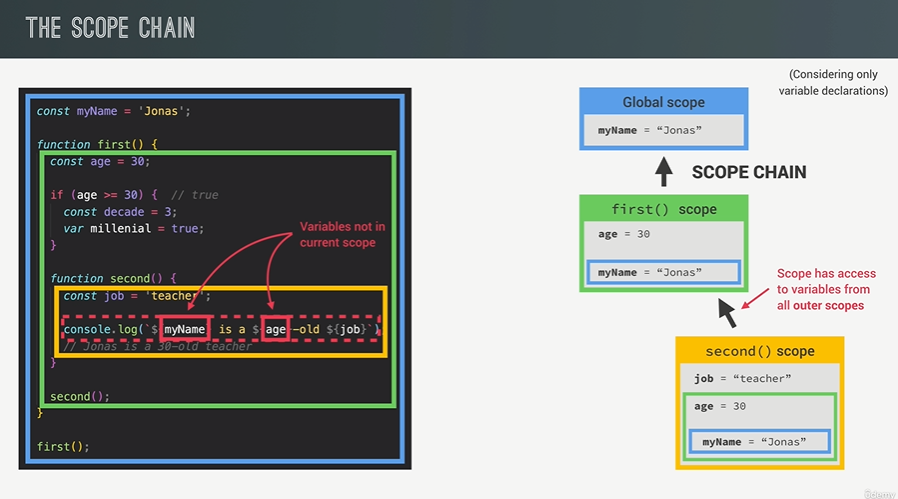 THE SCOPE CHAIN
const myName = 'Jonas';
function first() {
const age = 30;
if (age >= 30) { // true
const decade = 3;
var millenial = true;
}
function second() {
const job = 'teacher';
console.log(`${myName} is a ${age}-old ${job}`)
// Jonas is a 30-old teacher
}
second();
}
first();
Variables not in
current scope
(Considering only
variable declarations)
Global scope
myName = “Jonas”
SCOPE CHAIN
first() scope
age = 30
myName = “Jonas”
Scope has access
to variables from
all outer scopes
second() scope
job = “teacher”
age = 30
myName = “Jonas”
ûdemy